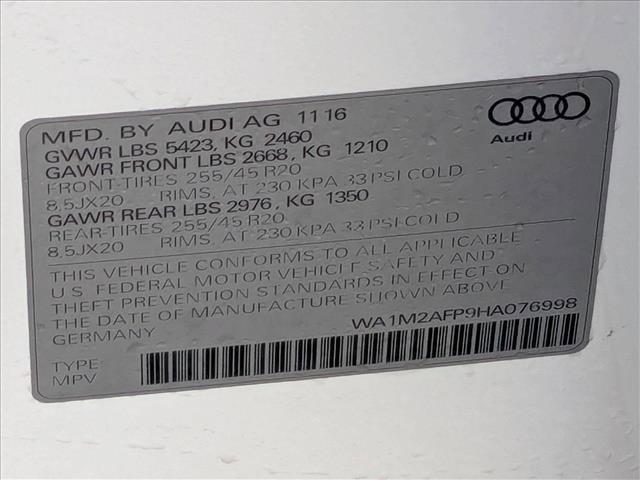 MFD. BY AUDI AG 11 16
GVWR LBS 5423, KG 2460
GAWR FRONT LBS 2668, KG 1210
FRONT-TIRES 255/45 R20
8,5JX20 RIMS, AT 230 KPA 33 PSI COLD
GAWR REAR LBS 2976, KG 1350
REAR-TIRES 255/45 R20
8,5JX20 RIMS, AT 230 KPA 33 PSI COLD
THIS VEHICLE CONFORMS TO ALL APPLICABLE
U.S. FEDERAL MOTOR VEHICLE SAFETY AND
THEFT PREVENTION STANDARDS IN EFFECT ON
THE DATE OF MANUFACTURE SHOWN ABOVE
GERMANY
WA1M2AFP9HA076998
TYPE
MPV
Audi